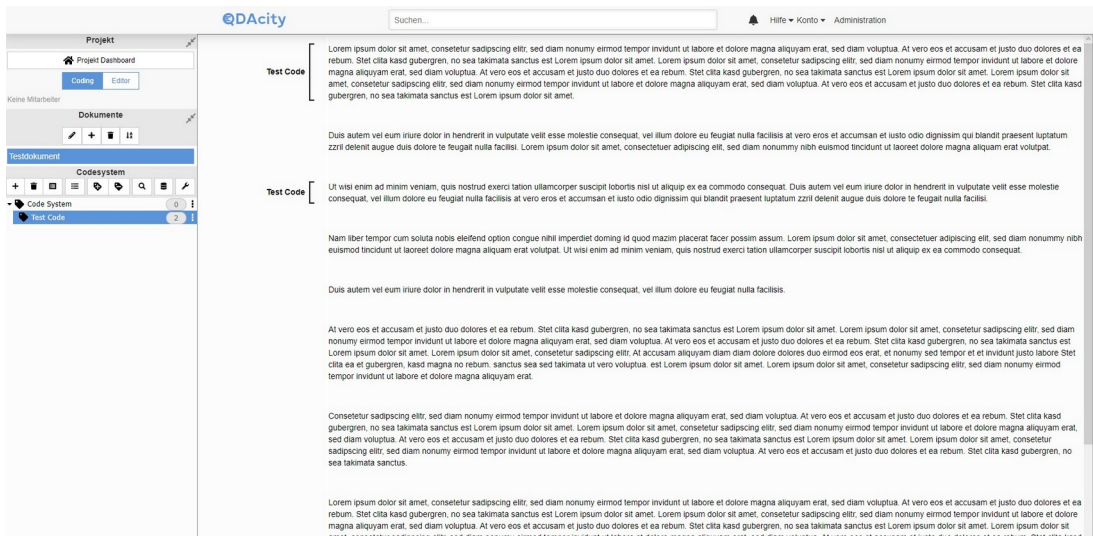 QDAcity
Suchen...
Hilfe Konto Administration
Projekt
Projekt Dashboard
Coding Editor
Keine Mitarbeiter
Dokumente
Testdokument
Codesystem
Code System 0
Test Code 2
Lorem ipsum dolor sit amet, consetetur sadipscing elitr, sed diam nonumy eirmod tempor invidunt ut labore et dolore magna aliquyam erat, sed diam voluptua. At vero eos et accusam et justo duo dolores et ea
rebum. Stet clita kasd gubergren, no sea takimata sanctus est Lorem ipsum dolor sit amet. Lorem ipsum dolor sit amet, consetetur sadipscing elitr, sed diam nonumy eirmod tempor invidunt ut labore et dolore
Test Code
magna aliquyam erat, sed diam voluptua. At vero eos et accusam et justo duo dolores et ea rebum. Stet clita kasd gubergren, no sea takimata sanctus est Lorem ipsum dolor sit amet. Lorem ipsum dolor sit
amet, consetetur sadipscing elitr, sed diam nonumy eirmod tempor invidunt ut labore et dolore magna aliquyam erat, sed diam voluptua. At vero eos et accusam et justo duo dolores et ea rebum. Stet clita kasd
gubergren, no sea takimata sanctus est Lorem ipsum dolor sit amet.
Duis autem vel eum iriure dolor in hendrerit in vulputate velit esse molestie consequat, vel illum dolore eu feugiat nulla facilisis at vero eros et accumsan et iusto odio dignissim qui blandit praesent luptatum
zzril delenit augue duis dolore te feugait nulla facilisi. Lorem ipsum dolor sit amet, consectetuer adipiscing elit, sed diam nonummy nibh euismod tincidunt ut laoreet dolore magna aliquam erat volutpat.
Test Code
Ut wisi enim ad minim veniam, quis nostrud exerci tation ullamcorper suscipit lobortis nisl ut aliquip ex ea commodo consequat. Duis autem vel eum iriure dolor in hendrerit in vulputate velit esse molestie
consequat, vel illum dolore eu feugiat nulla facilisis at vero eros et accumsan et iusto odio dignissim qui blandit praesent luptatum zzril delenit augue duis dolore te feugait nulla facilisi.
Nam liber tempor cum soluta nobis eleifend option congue nihil imperdiet doming id quod mazim placerat facer possim assum. Lorem ipsum dolor sit amet, consectetuer adipiscing elit, sed diam nonummy nibh
euismod tincidunt ut laoreet dolore magna aliquam erat volutpat. Ut wisi enim ad minim veniam, quis nostrud exerci tation ullamcorper suscipit lobortis nisl ut aliquip ex ea commodo consequat.
Duis autem vel eum iriure dolor in hendrerit in vulputate velit esse molestie consequat, vel illum dolore eu feugiat nulla facilisis.
At vero eos et accusam et justo duo dolores et ea rebum. Stet clita kasd gubergren, no sea takimata sanctus est Lorem ipsum dolor sit amet. Lorem ipsum dolor sit amet, consetetur sadipscing elitr, sed diam
nonumy eirmod tempor invidunt ut labore et dolore magna aliquyam erat, sed diam voluptua. At vero eos et accusam et justo duo dolores et ea rebum. Stet clita kasd gubergren, no sea takimata sanctus est
Lorem ipsum dolor sit amet. Lorem ipsum dolor sit amet, consetetur sadipscing elitr, At accusam aliquyam diam diam dolore dolores duo eirmod eos erat, et nonumy sed tempor et et invidunt justo labore Stet
clita ea et gubergren, kasd magna no rebum. sanctus sea sed takimata ut vero voluptua. est Lorem ipsum dolor sit amet. Lorem ipsum dolor sit amet, consetetur sadipscing elitr, sed diam nonumy eirmod
tempor invidunt ut labore et dolore magna aliquyam erat.
Consetetur sadipscing elitr, sed diam nonumy eirmod tempor invidunt ut labore et dolore magna aliquyam erat, sed diam voluptua. At vero eos et accusam et justo duo dolores et ea rebum. Stet clita kasd
gubergren, no sea takimata sanctus est Lorem ipsum dolor sit amet. Lorem ipsum dolor sit amet, consetetur sadipscing elitr, sed diam nonumy eirmod tempor invidunt ut labore et dolore magna aliquyam erat,
sed diam voluptua. At vero eos et accusam et justo duo dolores et ea rebum. Stet clita kasd gubergren, no sea takimata sanctus est Lorem ipsum dolor sit amet. Lorem ipsum dolor sit amet, consetetur
sadipscing elitr, sed diam nonumy eirmod tempor invidunt ut labore et dolore magna aliquyam erat, sed diam voluptua. At vero eos et accusam et justo duo dolores et ea rebum. Stet clita kasd gubergren, no
sea takimata sanctus.
Lorem ipsum dolor sit amet, consetetur sadipscing elitr, sed diam nonumy eirmod tempor invidunt ut labore et dolore magna aliquyam erat, sed diam voluptua. At vero eos et accusam et justo duo dolores et ea
rebum. Stet clita kasd gubergren, no sea takimata sanctus est Lorem ipsum dolor sit amet. Lorem ipsum dolor sit amet, consetetur sadipscing elitr, sed diam nonumy eirmod tempor invidunt ut labore et dolore
magna aliquyam erat, sed diam voluptua. At vero eos et accusam et justo duo dolores et ea rebum. Stet clita kasd gubergren, no sea takimata sanctus est Lorem ipsum dolor sit amet. Lorem ipsum dolor sit